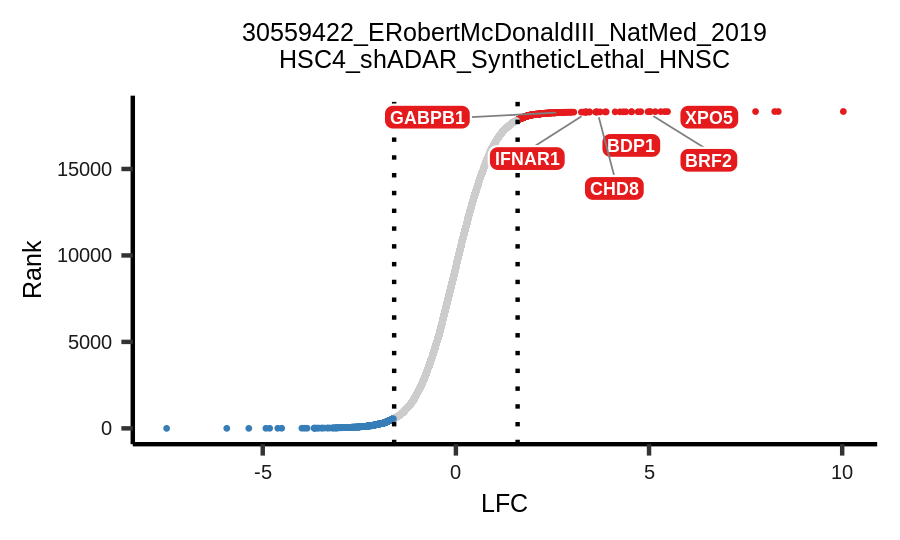 30559422_ERobertMcDonaldIII_NatMed_2019
HSC4_shADAR_SyntheticLethal_HNSC
GABPB1
XPO5
BDP1
IFNAR1
BRF2
CHD8
15000
10000
5000
0
Rank
-5
0
5
10
LFC